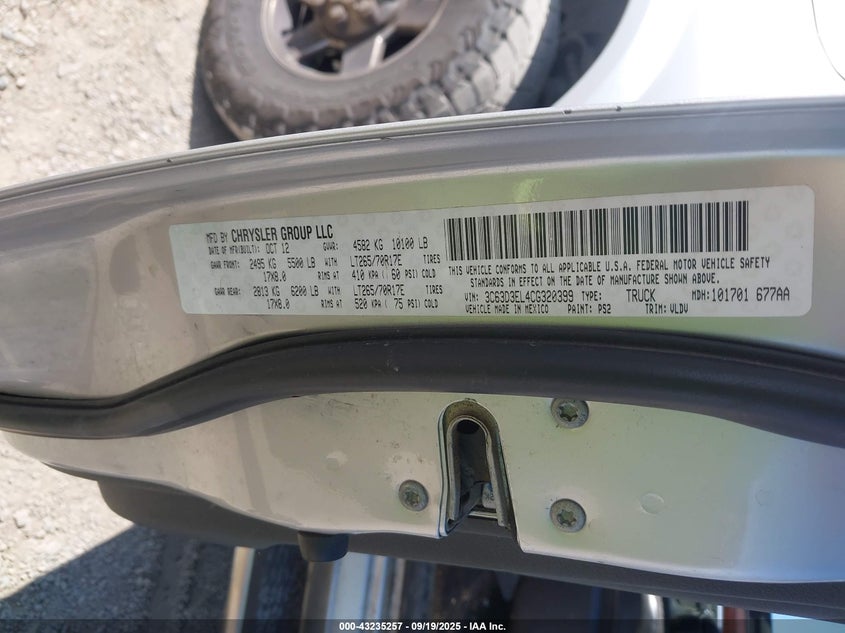 MFD BY CHRYSLER GROUP LLC
DATE OF MFR(BUILT): OCT 12 GVWR: 4582 KG 10100 LB
GAWR FRONT: 2495 KG 5500 LB WITH LT265/70R17E TIRES
17X8.0 RIMS AT 410 KPA ( 60 PSI) COLD
GAWR REAR: 2813 KG 6200 LB WITH LT265/70R17E TIRES
17X8.0 RIMS AT 520 KPA ( 75 PSI) COLD
THIS VEHICLE CONFORMS TO ALL APPLICABLE U.S.A. FEDERAL MOTOR VEHICLE SAFETY
STANDARDS IN EFFECT ON THE DATE OF MANUFACTURE SHOWN ABOVE.
VIN: 3C63D3EL4CG320399 TYPE: TRUCK MDH:101701 677AA
VEHICLE MADE IN MEXICO PAINT: PS2 TRIM: VLDV
000-43235257 - 09/19/2025 - IAA Inc.